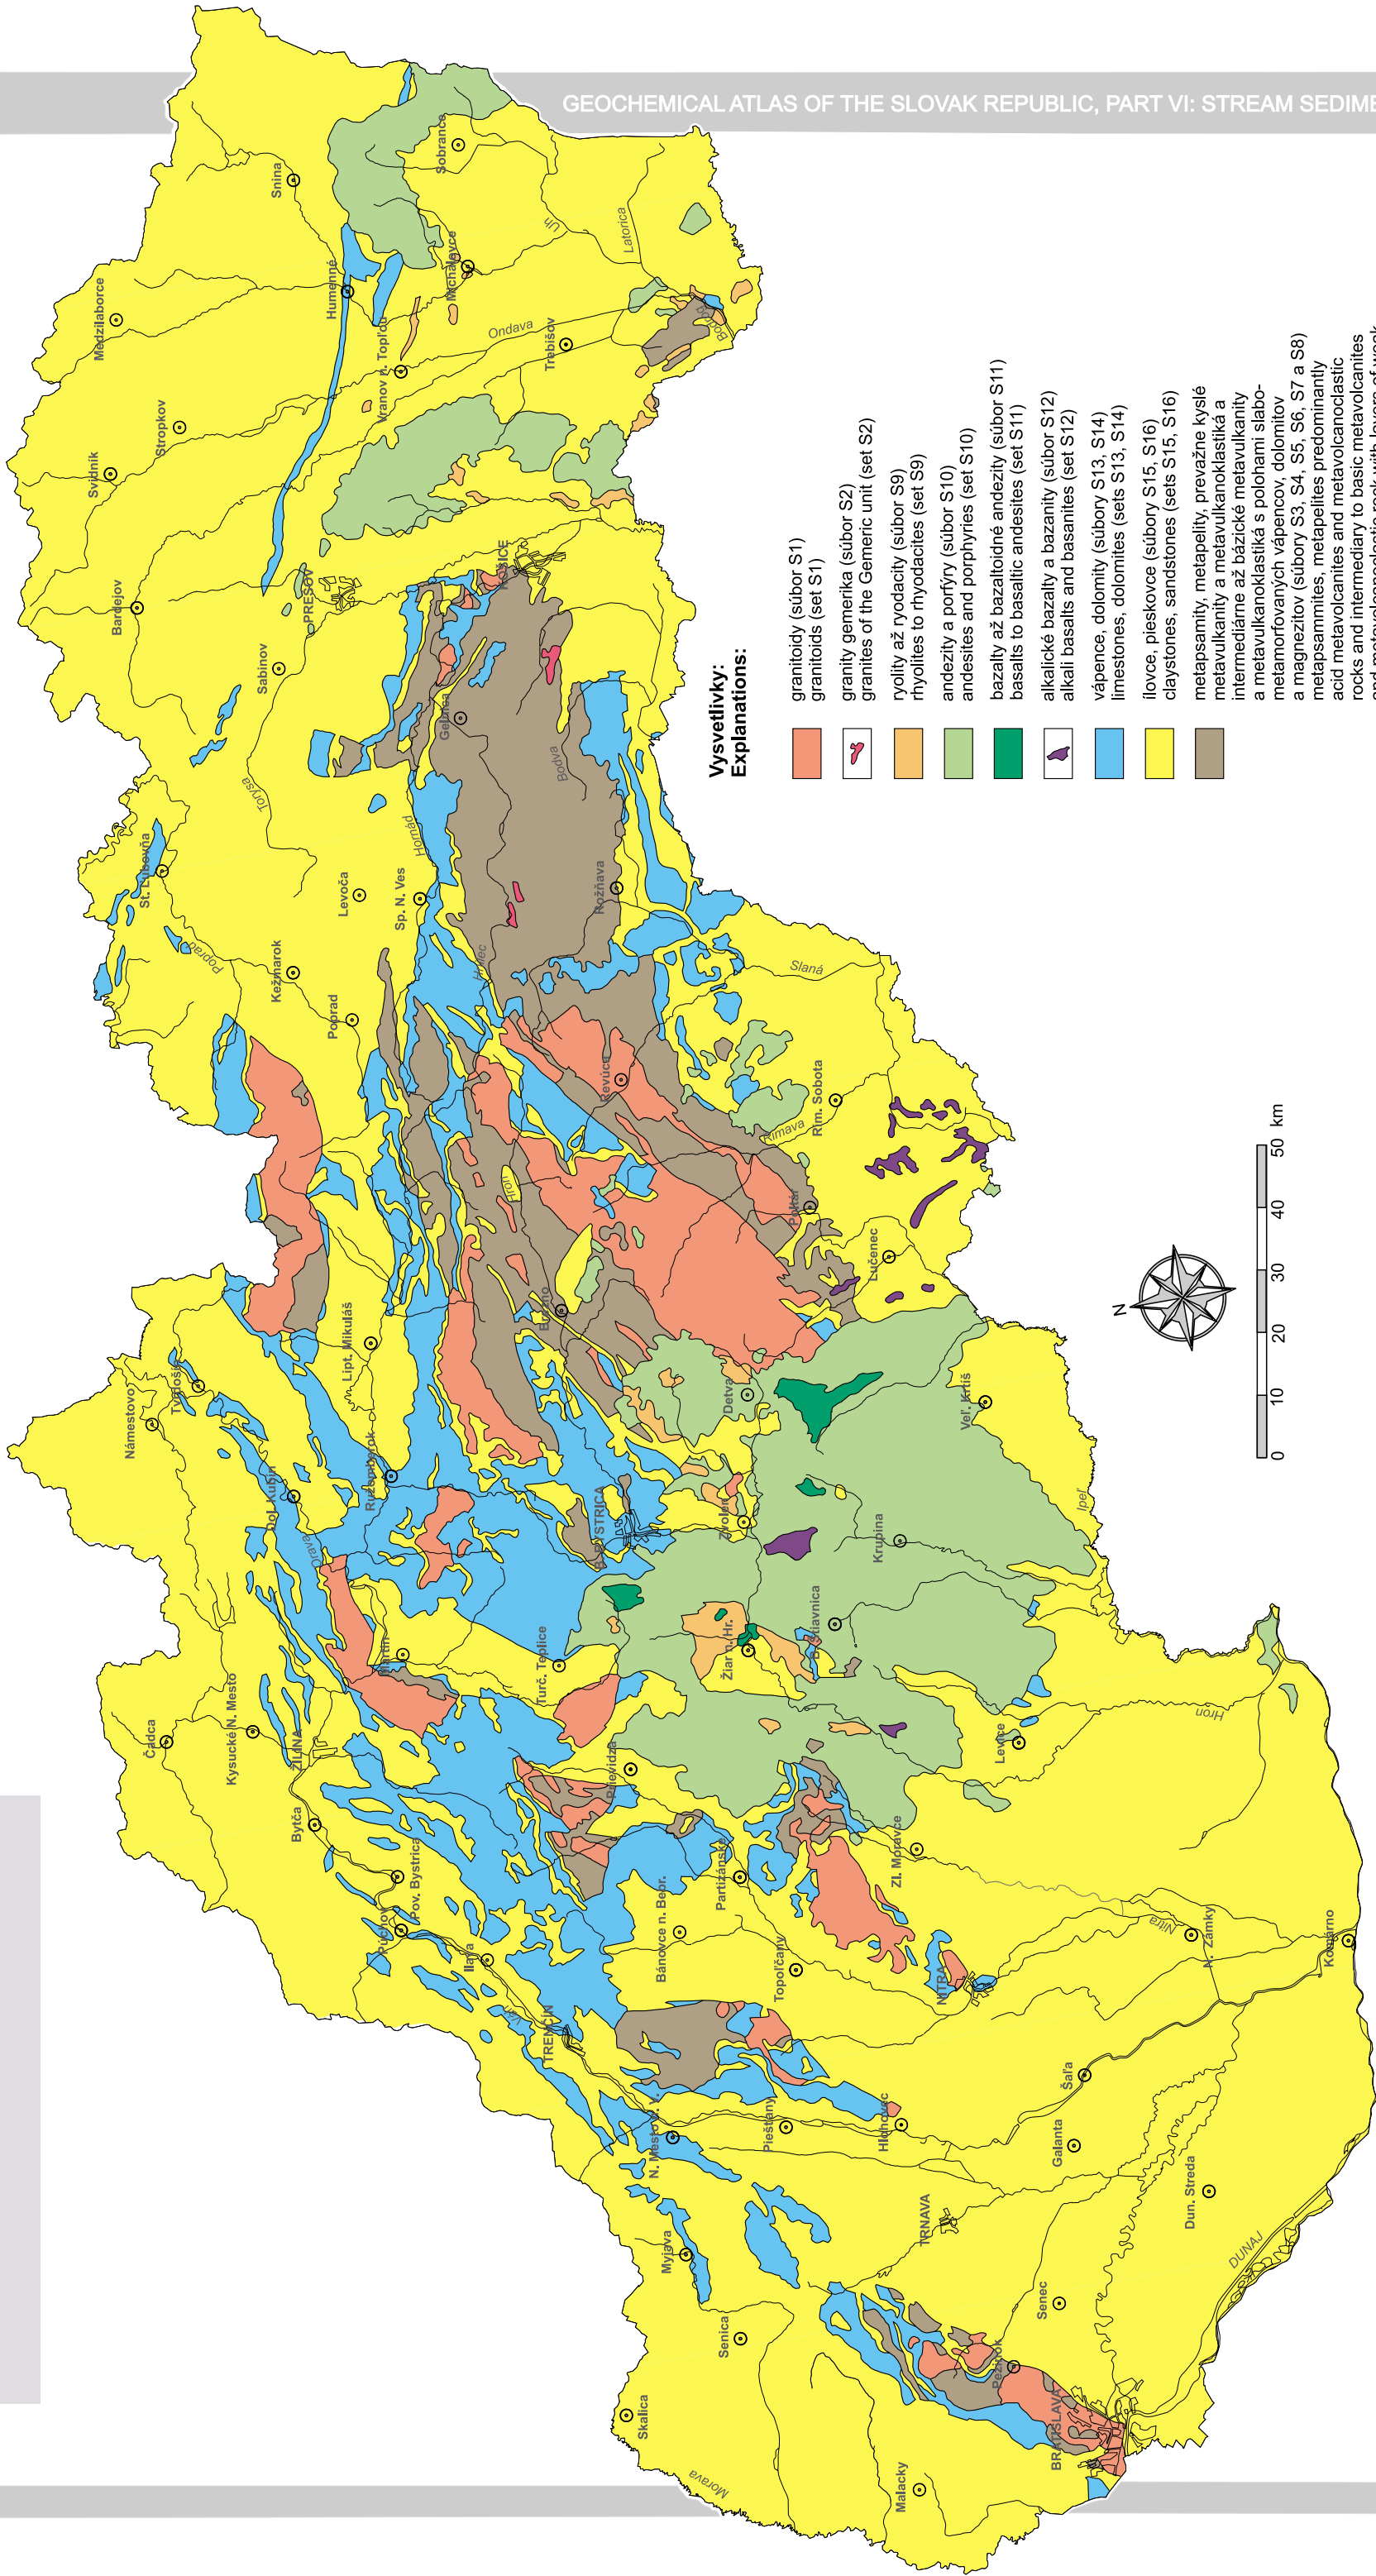 GEOCHEMICAL ATLAS OF THE SLOVAK REPUBLIC, PART VI: STREAM SEDIME
Medzilaborce
Snina
Sobrance
Humenné
Michalovce
Uh
Latorica
Svidník
Stropkov
Vranov n. Topľou
Ondava
Trebišov
Bodrog
Bardejov
PREŠOV
KOŠICE
Sabinov
Torysa
Gelnica
Bodva
Hornád
St. Ľubovňa
Levoča
Sp. N. Ves
Rožňava
Poprad
Kežmarok
Poprad
Hnilec
Slaná
Revúca
Rim. Sobota
Rimava
Hron
Poltár
Lučenec
Námestovo
Tvrdošín
Lipt. Mikuláš
Brezno
Detva
Veľ. Krtíš
Dol. Kubín
Ružomberok
Orava
B. BYSTRICA
Zvolen
Krupina
Ipeľ
Čadca
Kysucké N. Mesto
ŽILINA
Martin
Turč. Teplice
Žiar n. Hr.
B. Štiavnica
Levice
Hron
Bytča
Pov. Bystrica
Púchov
Ilava
Prievidza
Partizánske
Bánovce n. Bebr.
Topoľčany
Zl. Moravce
NITRA
Nitra
N. Zámky
Komárno
Váh
TRENČÍN
N. Mesto n. V.
Piešťany
Hlohovec
Šaľa
Galanta
Dun. Streda
DUNAJ
Myjava
Senica
Skalica
TRNAVA
Senec
Pezinok
BRATISLAVA
Malacky
Morava
N
0 10 20 30 40 50 km
Vysvetlivky:
Explanations:
granitoidy (súbor S1)
granitoids (set S1)
granity gemerika (súbor S2)
granites of the Gemeric unit (set S2)
ryolity až ryodacity (súbor S9)
rhyolites to rhyodacites (set S9)
andezity a porfýry (súbor S10)
andesites and porphyries (set S10)
bazalty až bazaltoidné andezity (súbor S11)
basalts to basaltic andesites (set S11)
alkalické bazalty a bazanity (súbor S12)
alkali basalts and basanites (set S12)
vápence, dolomity (súbory S13, S14)
limestones, dolomites (sets S13, S14)
ílovce, pieskovce (súbory S15, S16)
claystones, sandstones (sets S15, S16)
metapsamity, metapelity, prevažne kyslé
metavulkanity a metavulkanoklastiká a
intermediárne až bázické metavulkanity
a metavulkanoklastiká s polohami slabo-
metamorfovaných vápencov, dolomitov
a magnezitov (súbory S3, S4, S5, S6, S7 a S8)
metapsammites, metapelites predominantly
acid metavolcanites and metavolcanoclastic
rocks and intermediary to basic metavolcanites